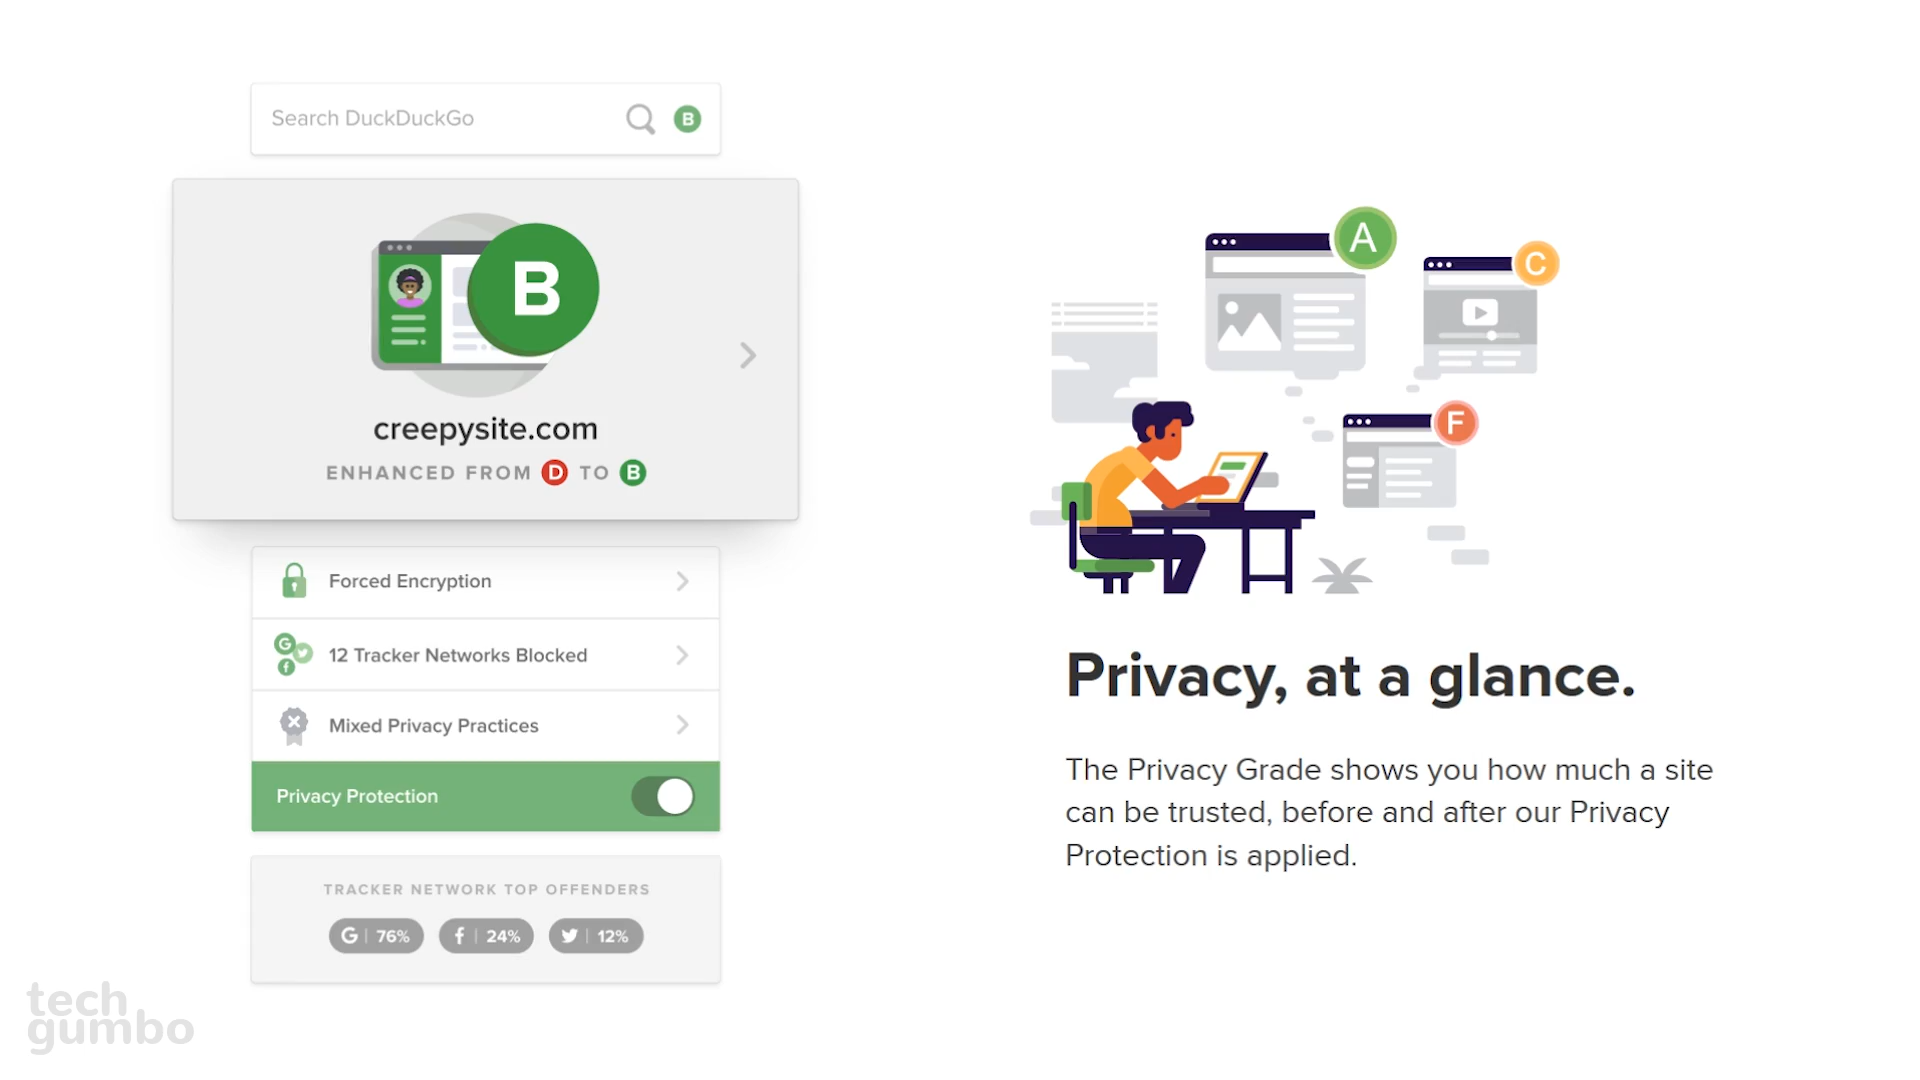 Search DuckDuckGo
B
B
creepysite.com
ENHANCED FROM D TO B
Forced Encryption
G
f
12 Tracker Networks Blocked
Mixed Privacy Practices
Privacy Protection
TRACKER NETWORK TOP OFFENDERS
G 76% f 24% 12%
A
C
F
Privacy, at a glance.
The Privacy Grade shows you how much a site
can be trusted, before and after our Privacy
Protection is applied.
tech
gumbo